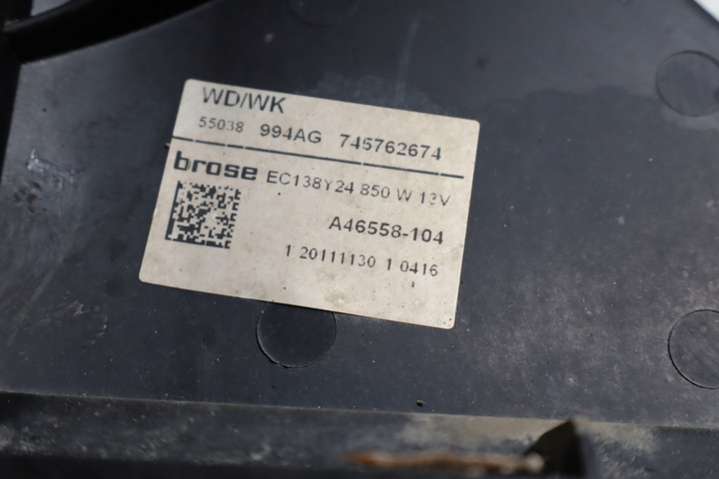 WD/WK
55038 994AG 745762674
brose EC138Y24 850 W 13V
A46558-104
1 20111130 1 0416